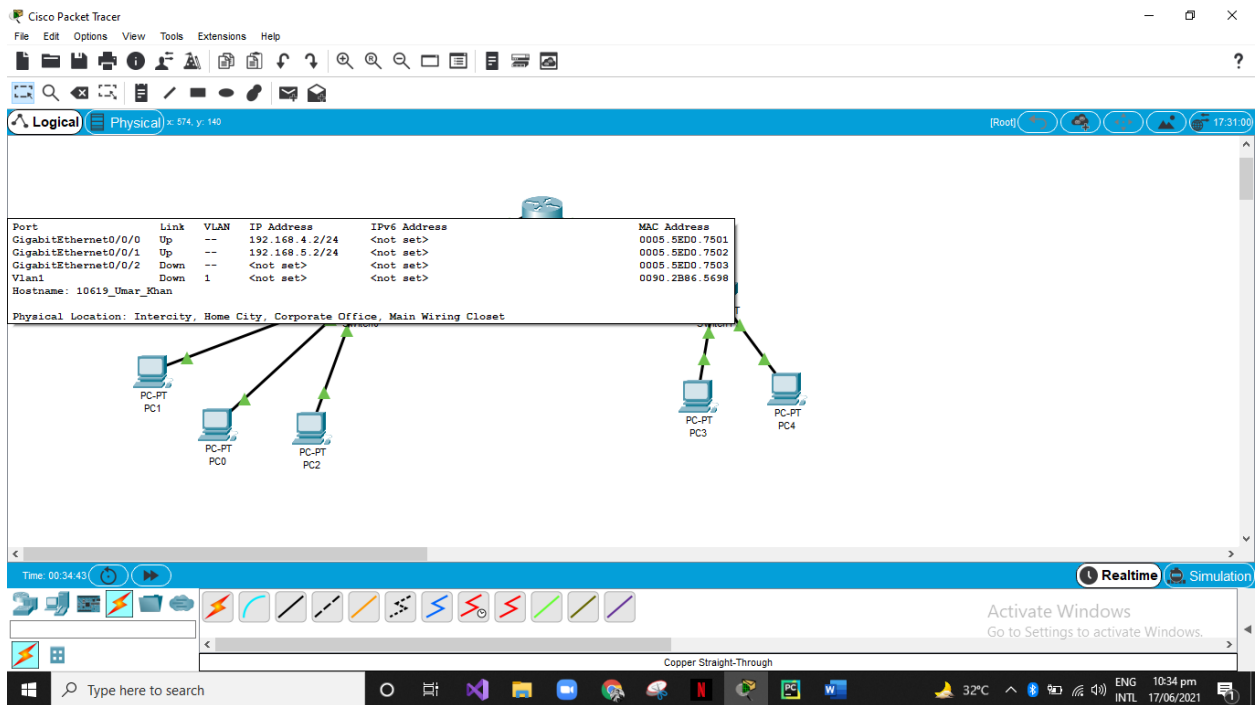 Cisco Packet Tracer
File Edit Options View Tools Extensions Help
?
Logical Physical x: 574, y: 140 [Root] 17:31:00
Port Link VLAN IP Address IPv6 Address MAC Address
GigabitEthernet0/0/0 Up -- 192.168.4.2/24 <not set> 0005.5ED0.7501
GigabitEthernet0/0/1 Up -- 192.168.5.2/24 <not set> 0005.5ED0.7502
GigabitEthernet0/0/2 Down -- <not set> <not set> 0005.5ED0.7503
Vlan1 Down 1 <not set> <not set> 0090.2B86.5698
Hostname: 10619_Umar_Khan
Physical Location: Intercity, Home City, Corporate Office, Main Wiring Closet
PC-PT
PC1
PC-PT
PC0
PC-PT
PC2
PC-PT
PC3
PC-PT
PC4
Time: 00:34:43 Realtime Simulation
Activate Windows
Go to Settings to activate Windows.
Copper Straight-Through
Type here to search
N PC W
32°C ENG 10:34 pm
INTL 17/06/2021
1